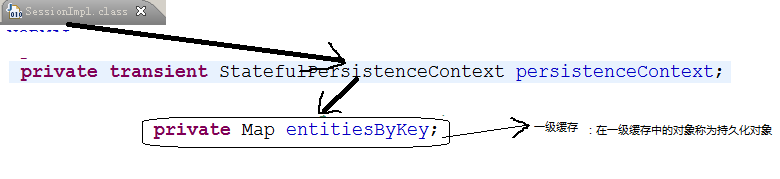 SessionImpl.class
private transient StatefulPersistenceContext persistenceContext;
private Map entitiesByKey;
一级缓存 :在一级缓存中的对象称为持久化对象